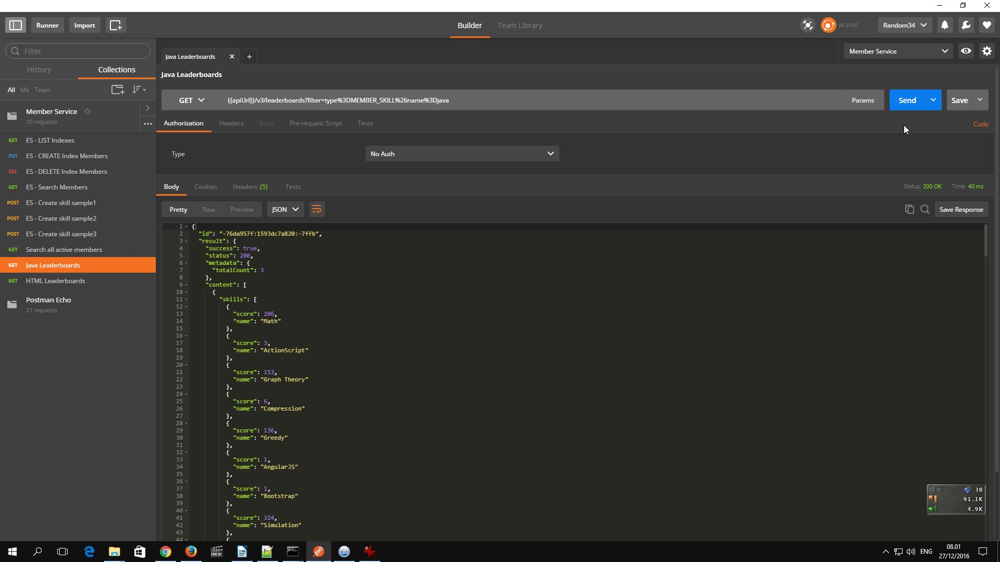 Runner
Import
Builder
Team Library
IN SYNC
Random34
Filter
History
Collections
All Me Team
Member Service
10 requests
GET ES - LIST Indexes
PUT ES - CREATE Index Members
DEL ES - DELETE Index Members
GET ES - Search Members
POST ES - Create skill sample1
POST ES - Create skill sample2
POST ES - Create skill sample3
GET Search all active members
GET Java Leaderboards
GET HTML Leaderboards
Postman Echo
21 requests
Java Leaderboards
Member Service
Java Leaderboards
GET {{apiUrl}}/v3/leaderboards?filter=type%3DMEMBER_SKILL%26name%3Djava Params Send Save
Authorization Headers Body Pre-request Script Tests Code
Type No Auth
Body Cookies Headers (5) Tests Status: 200 OK Time: 40 ms
Pretty Raw Preview JSON Save Response
1 {
2 "id": "-76da957f:1593dc7a820:-7ffb",
3 "result": {
4 "success": true,
5 "status": 200,
6 "metadata": {
7 "totalCount": 3
8 },
9 "content": [
10 {
11 "skills": [
12 {
13 "score": 206,
14 "name": "Math"
15 },
16 {
17 "score": 3,
18 "name": "ActionScript"
19 },
20 {
21 "score": 153,
22 "name": "Graph Theory"
23 },
24 {
25 "score": 6,
26 "name": "Compression"
27 },
28 {
29 "score": 136,
30 "name": "Greedy"
31 },
32 {
33 "score": 1,
34 "name": "AngularJS"
35 },
36 {
37 "score": 1,
38 "name": "Bootstrap"
39 },
40 {
41 "score": 324,
42 "name": "Simulation"
43 },
44 {
38
91.1K
4.9K
ENG
08.01
27/12/2016